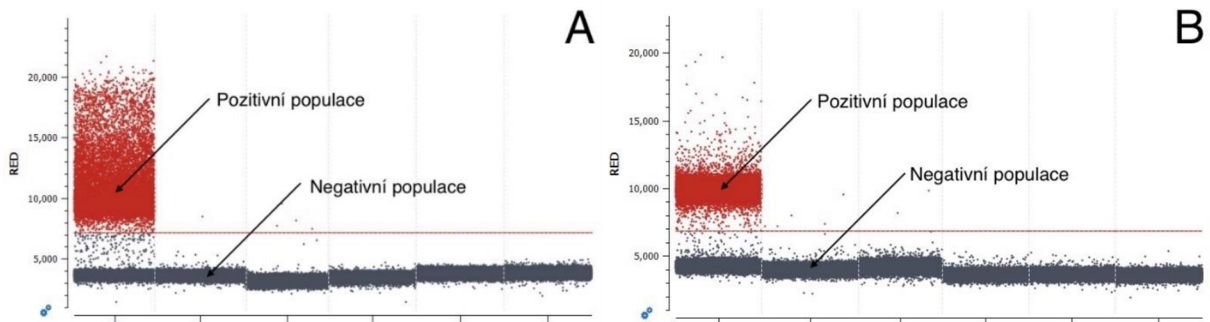 A
20,000
Pozitivní populace
15,000
Negativní populace
RED
10,000
5,000
B
20,000
15,000
Pozitivní populace
Negativní populace
RED
10,000
5,000